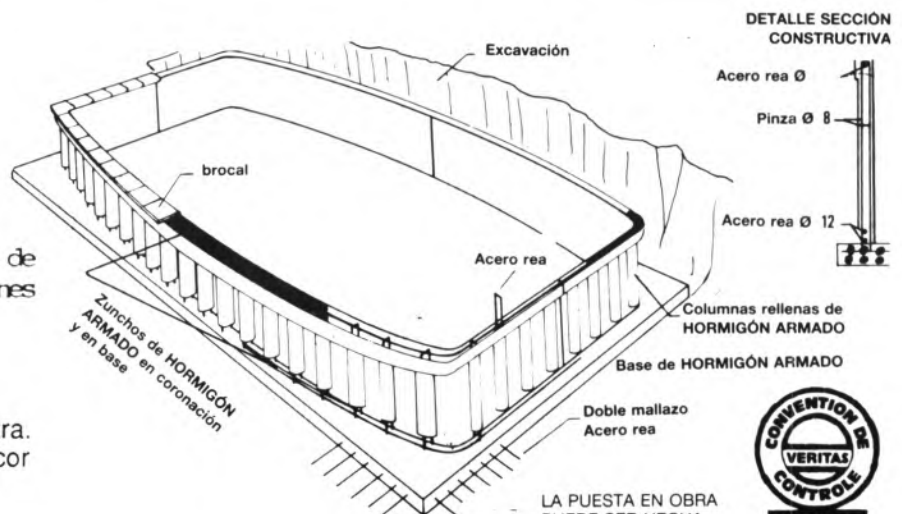 DETALLE SECCIÓN
CONSTRUCTIVA
Excavación
Acero rea Ø
Pinza Ø 8
brocal
Acero rea Ø 12
Acero rea
de
nes
Zunchos de HORMIGÓN
ARMADO en coronación
y en base
Columnas rellenas de
HORMIGÓN ARMADO
Base de HORMIGÓN ARMADO
Doble mallazo
Acero rea
ra.
cor
CONVENTION DE
VERITAS
CONTROLE
LA PUESTA EN OBRA